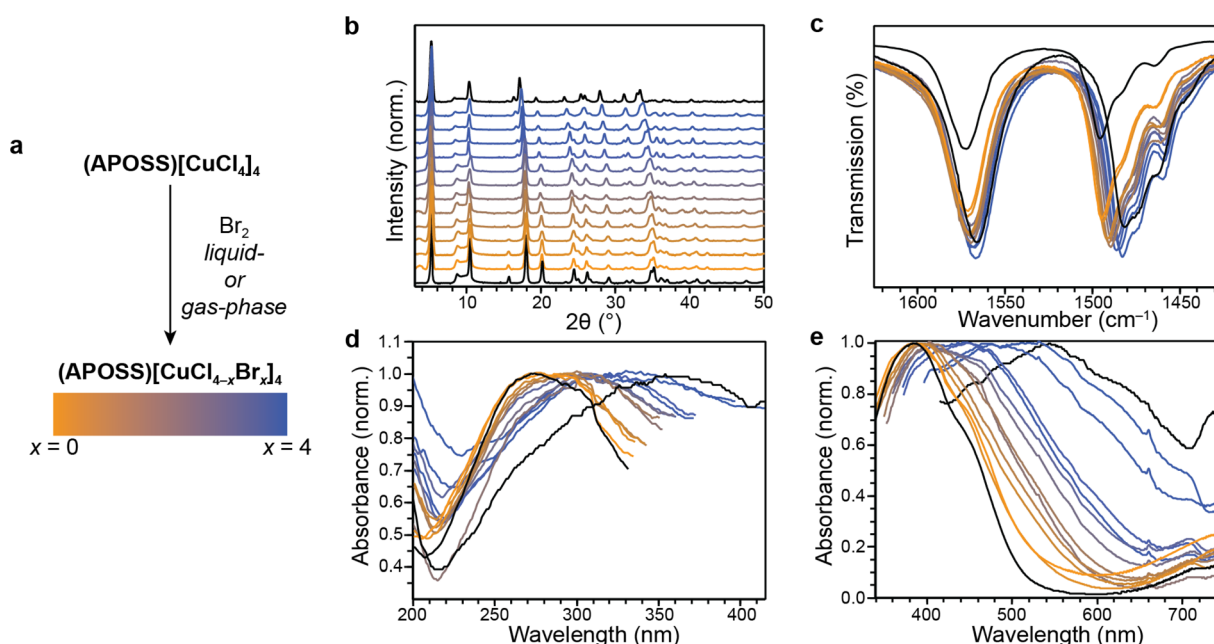 a
(APOSS)[CuCl₄]₄
Br₂
liquid-
or
gas-phase
(APOSS)[CuCl₄₋ₓBrₓ]₄
x = 0
x = 4
b
Intensity (norm.)
10
20
30
40
50
2θ (°)
c
Transmission (%)
1600
1550
1500
1450
Wavenumber (cm⁻¹)
d
Absorbance (norm.)
1.1
1.0
0.9
0.8
0.7
0.6
0.5
0.4
200
250
300
350
400
Wavelength (nm)
e
Absorbance (norm.)
1.0
0.8
0.6
0.4
0.2
0.0
400
500
600
700
Wavelength (nm)